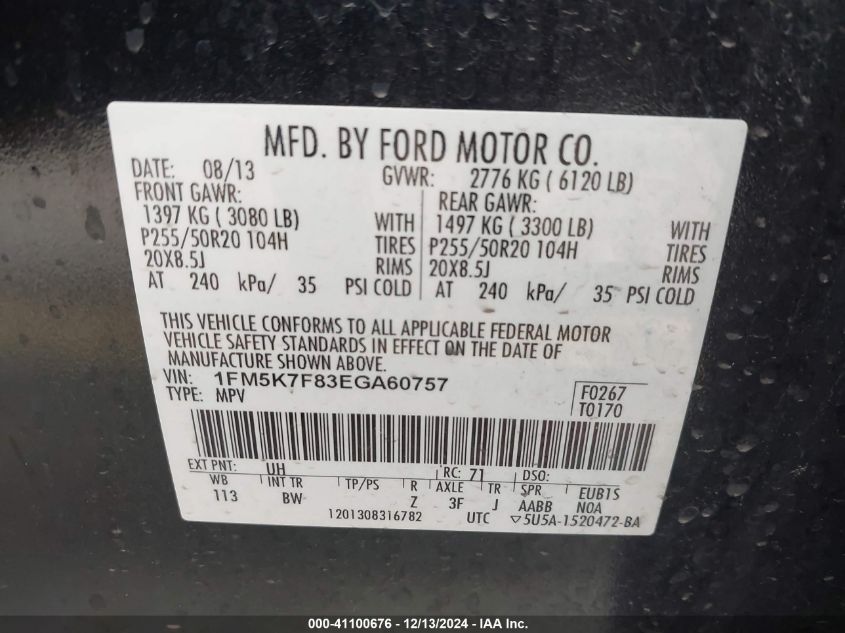 MFD. BY FORD MOTOR CO.
DATE: 08/13 GVWR: 2776 KG ( 6120 LB)
FRONT GAWR: REAR GAWR:
1397 KG ( 3080 LB) WITH 1497 KG ( 3300 LB) WITH
P255/50R20 104H TIRES P255/50R20 104H TIRES
20X8.5J RIMS 20X8.5J RIMS
AT 240 kPa/ 35 PSI COLD AT 240 kPa/ 35 PSI COLD
THIS VEHICLE CONFORMS TO ALL APPLICABLE FEDERAL MOTOR
VEHICLE SAFETY STANDARDS IN EFFECT ON THE DATE OF
MANUFACTURE SHOWN ABOVE.
VIN: 1FM5K7F83EGA60757 F0267
TYPE: MPV T0170
EXT PNT: UH RC: 71 DSO:
WB INT TR TP/PS R AXLE TR SPR EUB1S
113 BW Z 3F J AABB NOA
1201308316782 UTC ▽5U5A-1520472-BA
000-41100676 - 12/13/2024 - IAA Inc.